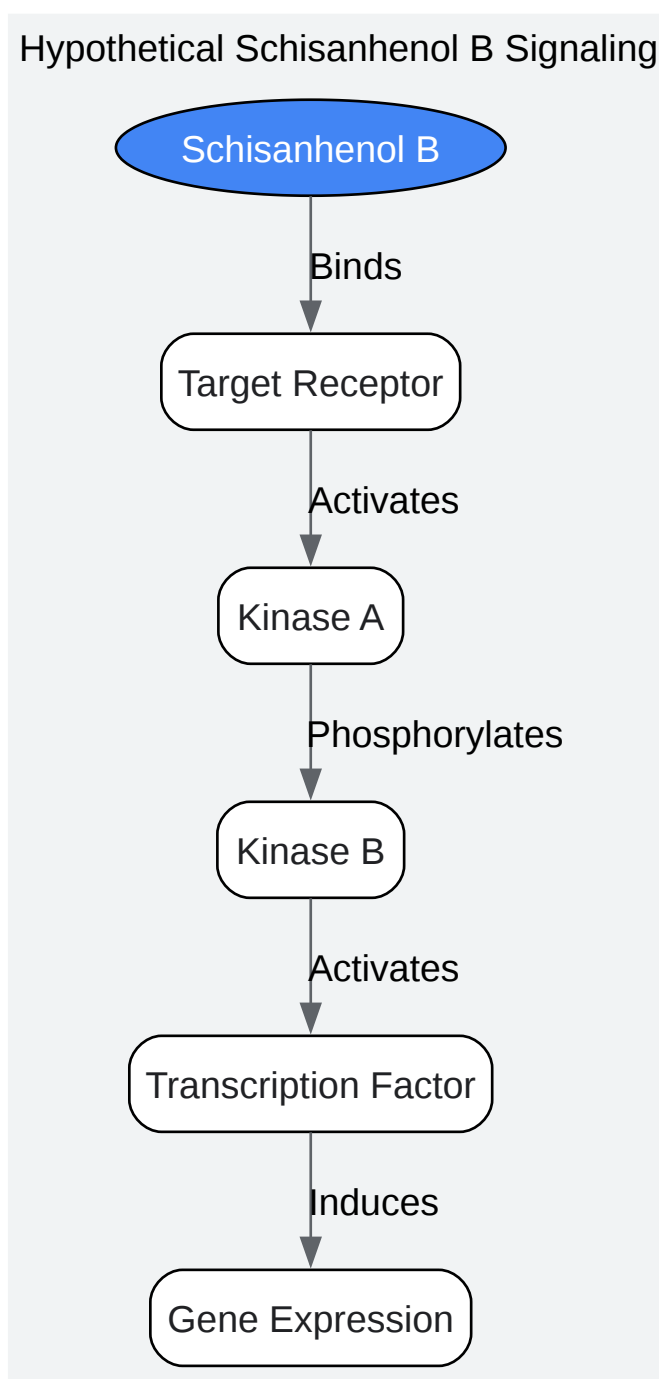 Hypothetical Schisanhenol B Signaling
Schisanhenol B
Binds
Target Receptor
Activates
Kinase A
Phosphorylates
Kinase B
Activates
Transcription Factor
Induces
Gene Expression